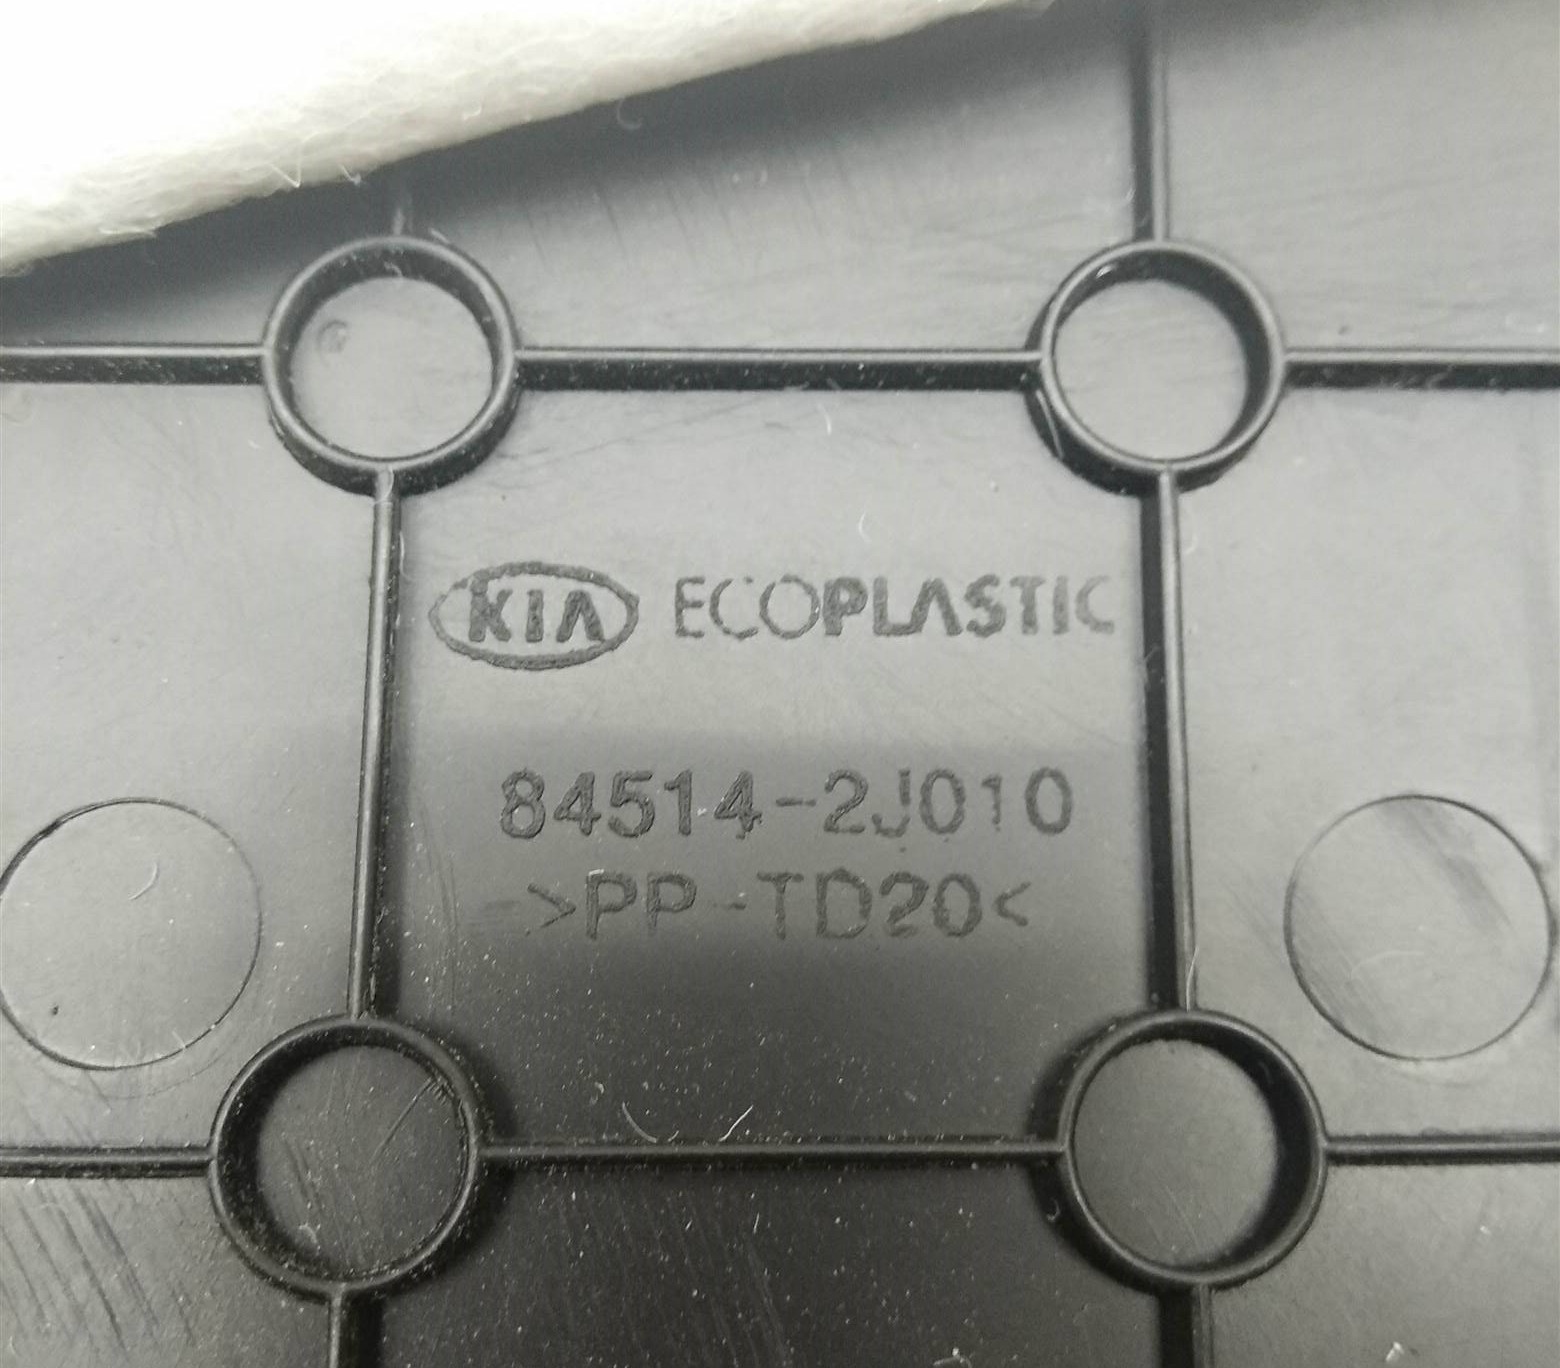 KIA ECOPLASTIC
84514-2J010
>PP-TD20<